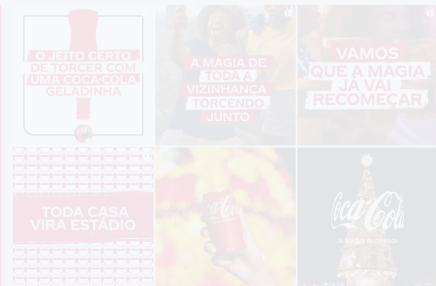 O JEITO CERTO
DE TORCER COM
UMA COCA-COLA
GELADINHA
A MAGIA DE
TODA A
VIZINHANÇA
TORCENDO
JUNTO
VAMOS
QUE A MAGIA
JÁ VAI
RECOMEÇAR
TODA CASA
VIRA ESTÁDIO
Coca-Cola
Coca-Cola